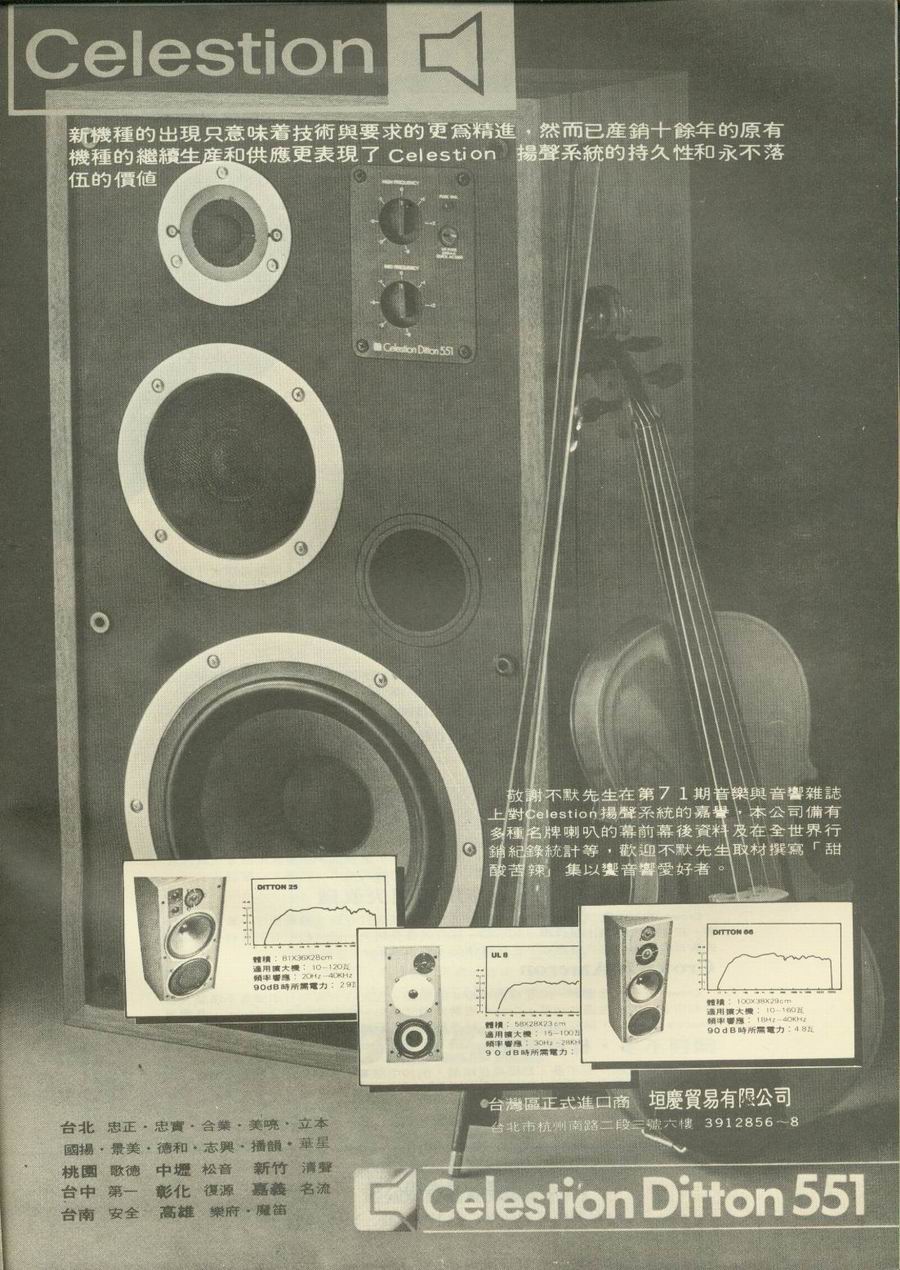 Celestion
新機種的出現只意味着技術與要求的更爲精進，然而已產銷十餘年的原有
機種的繼續生產和供應更表現了 Celestion 揚聲系統的持久性和永不落
伍的價值
HIGH FREQUENCY
MID FREQUENCY
Celestion Ditton 551
敬謝不默先生在第71期音樂與音響雜誌
上對Celestion揚聲系統的嘉譽，本公司備有
多種名牌喇叭的幕前幕後資料及在全世界行
銷紀錄統計等，歡迎不默先生取材撰寫「甜
酸苦辣」集以饗音響愛好者。
DITTON 25
體積： 81X36X28cm
適用擴大機： 10-120瓦
頻率響應： 20Hz-40KHz
90dB時所需電力：2.9瓦
UL 8
體積： 58X28X23cm
適用擴大機： 15-100瓦
頻率響應： 30Hz-28KH
90 dB時所需電力：
DITTON 66
體積： 100X38X29cm
適用擴大機： 10-160瓦
頻率響應： 18Hz-40KHz
90dB時所需電力：4.8瓦
台灣區正式進口商 垣慶貿易有限公司
台北市杭州南路二段三號六樓 3912856～8
台北 忠正・忠實・合業・美曉・立本
國揚・景美・德和・志興・播韻・華星
桃園 歌德 中壢 松音 新竹 清聲
台中 第一 彰化 復源 嘉義 名流
台南 安全 高雄 樂府・魔笛
Celestion Ditton 551